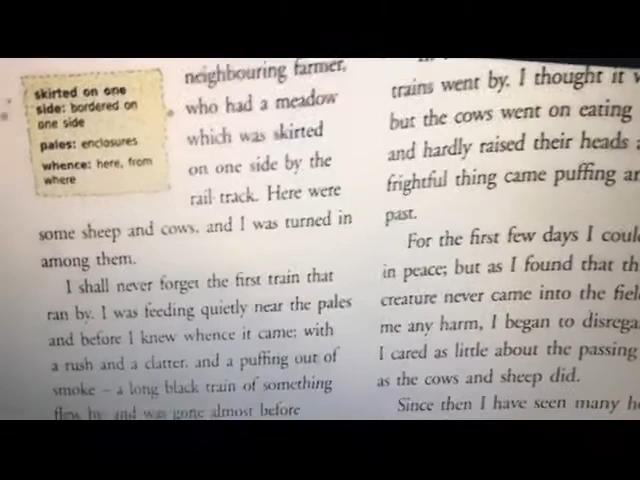 skirted on one
side: bordered on
one side
pales: enclosures
whence: here, from
where
neighbouring farmer,
who had a meadow
which was skirted
on one side by the
rail track. Here were
some sheep and cows, and I was turned in
among them.
I shall never forget the first train that
ran by. I was feeding quietly near the pales
and before I knew whence it came; with
a rush and a clatter, and a puffing out of
smoke – a long black train of something
flew by, and was gone almost before
trains went by. I thought it
but the cows went on eating
and hardly raised their heads
frightful thing came puffing
past.
For the first few days I
in peace; but as I found that
creature never came into the
me any harm, I began to
I cared as little about the passing
as the cows and sheep did.
Since then I have seen many